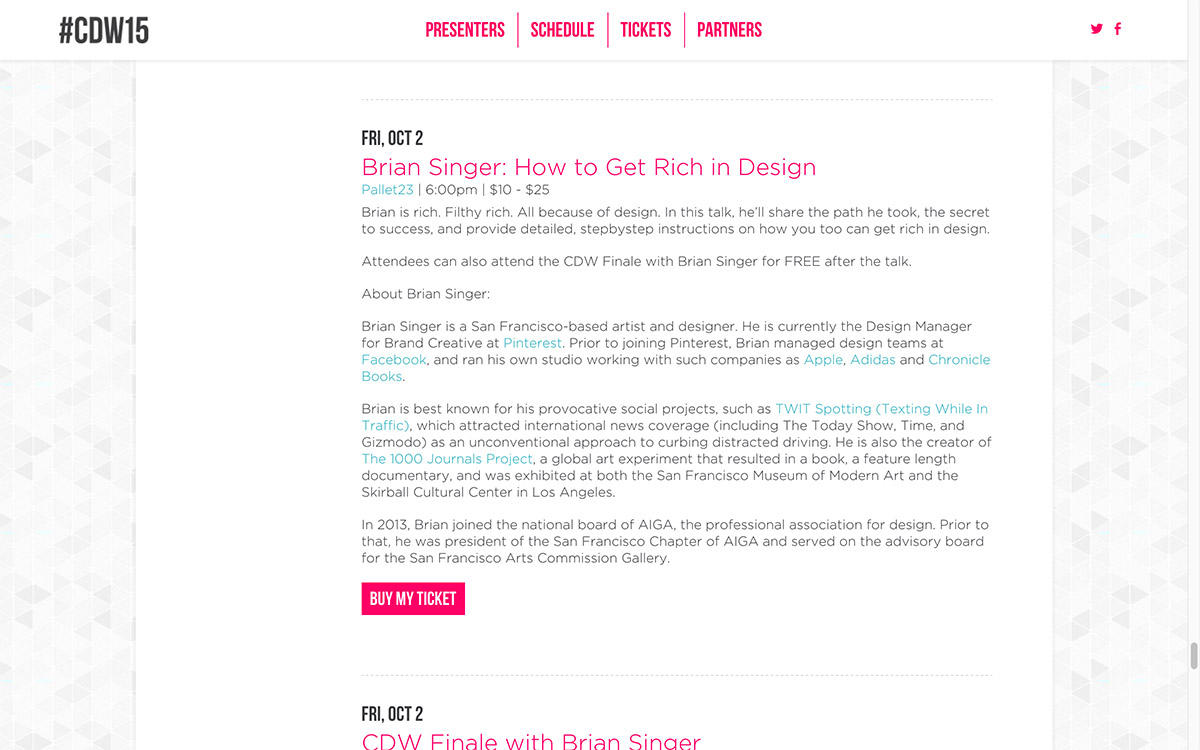 #CDW15
PRESENTERS
SCHEDULE
TICKETS
PARTNERS
FRI, OCT 2
Brian Singer: How to Get Rich in Design
Pallet23 | 6:00pm | $10 - $25
Brian is rich. Filthy rich. All because of design. In this talk, he'll share the path he took, the secret
to success, and provide detailed, stepbystep instructions on how you too can get rich in design.
Attendees can also attend the CDW Finale with Brian Singer for FREE after the talk.
About Brian Singer:
Brian Singer is a San Francisco-based artist and designer. He is currently the Design Manager
for Brand Creative at Pinterest. Prior to joining Pinterest, Brian managed design teams at
Facebook, and ran his own studio working with such companies as Apple, Adidas and Chronicle
Books.
Brian is best known for his provocative social projects, such as TWIT Spotting (Texting While In
Traffic), which attracted international news coverage (including The Today Show, Time, and
Gizmodo) as an unconventional approach to curbing distracted driving. He is also the creator of
The 1000 Journals Project, a global art experiment that resulted in a book, a feature length
documentary, and was exhibited at both the San Francisco Museum of Modern Art and the
Skirball Cultural Center in Los Angeles.
In 2013, Brian joined the national board of AIGA, the professional association for design. Prior to
that, he was president of the San Francisco Chapter of AIGA and served on the advisory board
for the San Francisco Arts Commission Gallery.
BUY MY TICKET
FRI, OCT 2
CDW Finale with Brian Singer